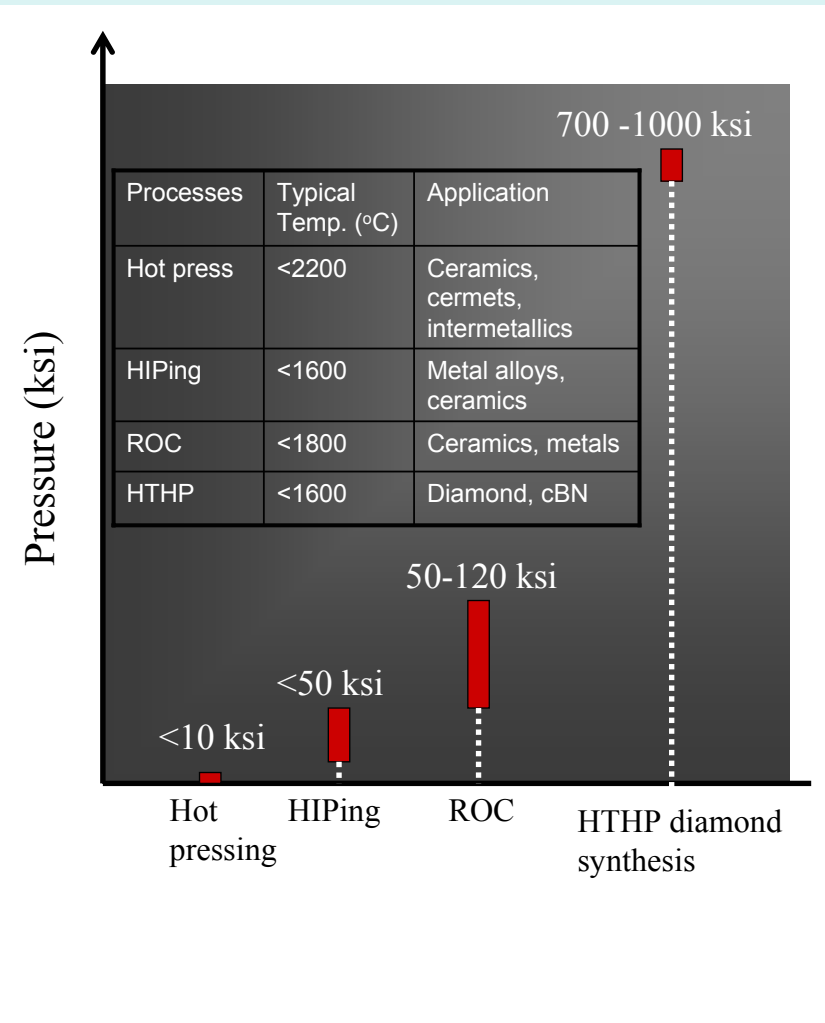 Pressure (ksi)
700 -1000 ksi
Processes
Typical
Temp. (°C)
Application
Hot press
<2200
Ceramics,
cermets,
intermetallics
HIPing
<1600
Metal alloys,
ceramics
ROC
<1800
Ceramics, metals
HTHP
<1600
Diamond, cBN
50-120 ksi
<50 ksi
<10 ksi
Hot
pressing
HIPing
ROC
HTHP diamond
synthesis